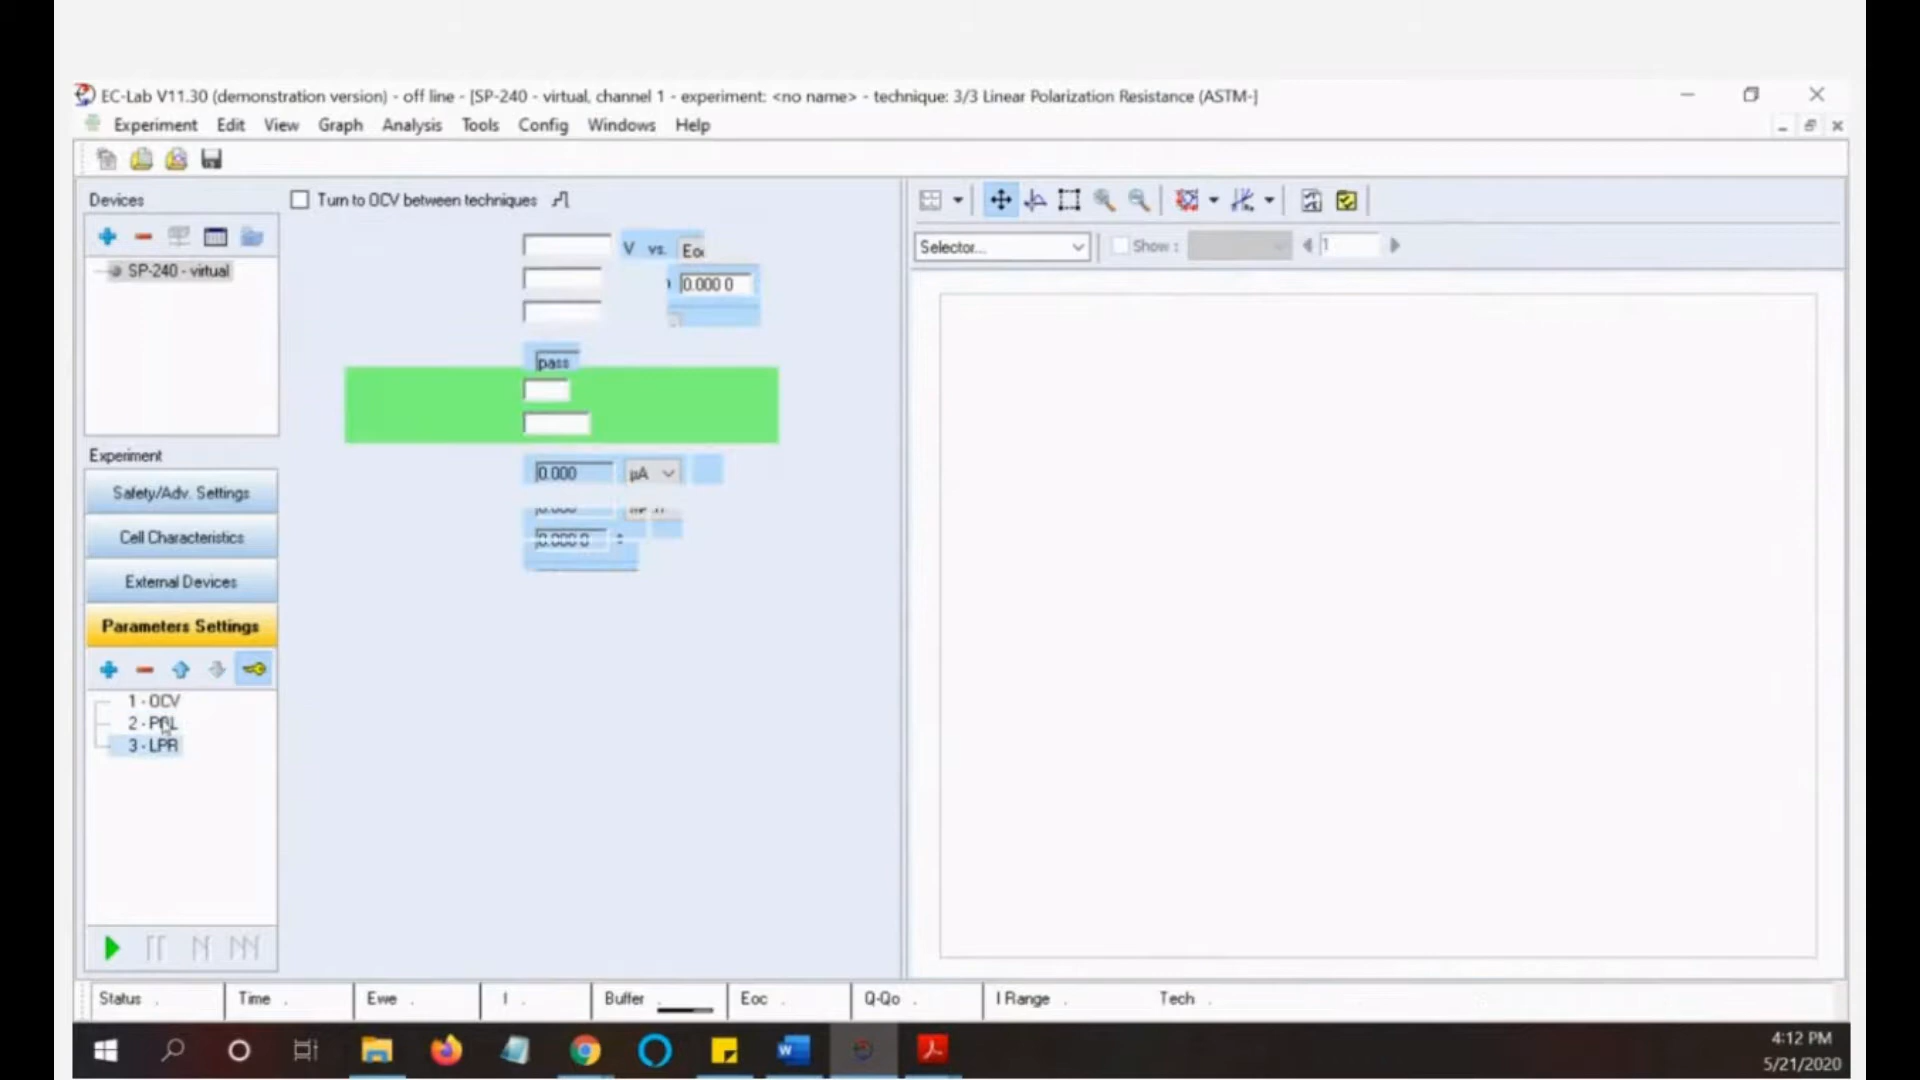 EC-Lab V11.30 (demonstration version) - off line - [SP-240 - virtual, channel 1 - experiment: <no name> - technique: 3/3 Linear Polarization Resistance (ASTM-]
Experiment Edit View Graph Analysis Tools Config Windows Help
Devices
SP-240 - virtual
Turn to OCV between techniques
V vs. Eoc
0.000 0
pass
0.000 µA
0.000 0
Selector...
Show :
1
Experiment
Safety/Adv. Settings
Cell Characteristics
External Devices
Parameters Settings
1 - OCV
2 - POL
3 - LPR
Status Time Ewe I Buffer Eoc Q-Qo I Range Tech
4:12 PM
5/21/2020